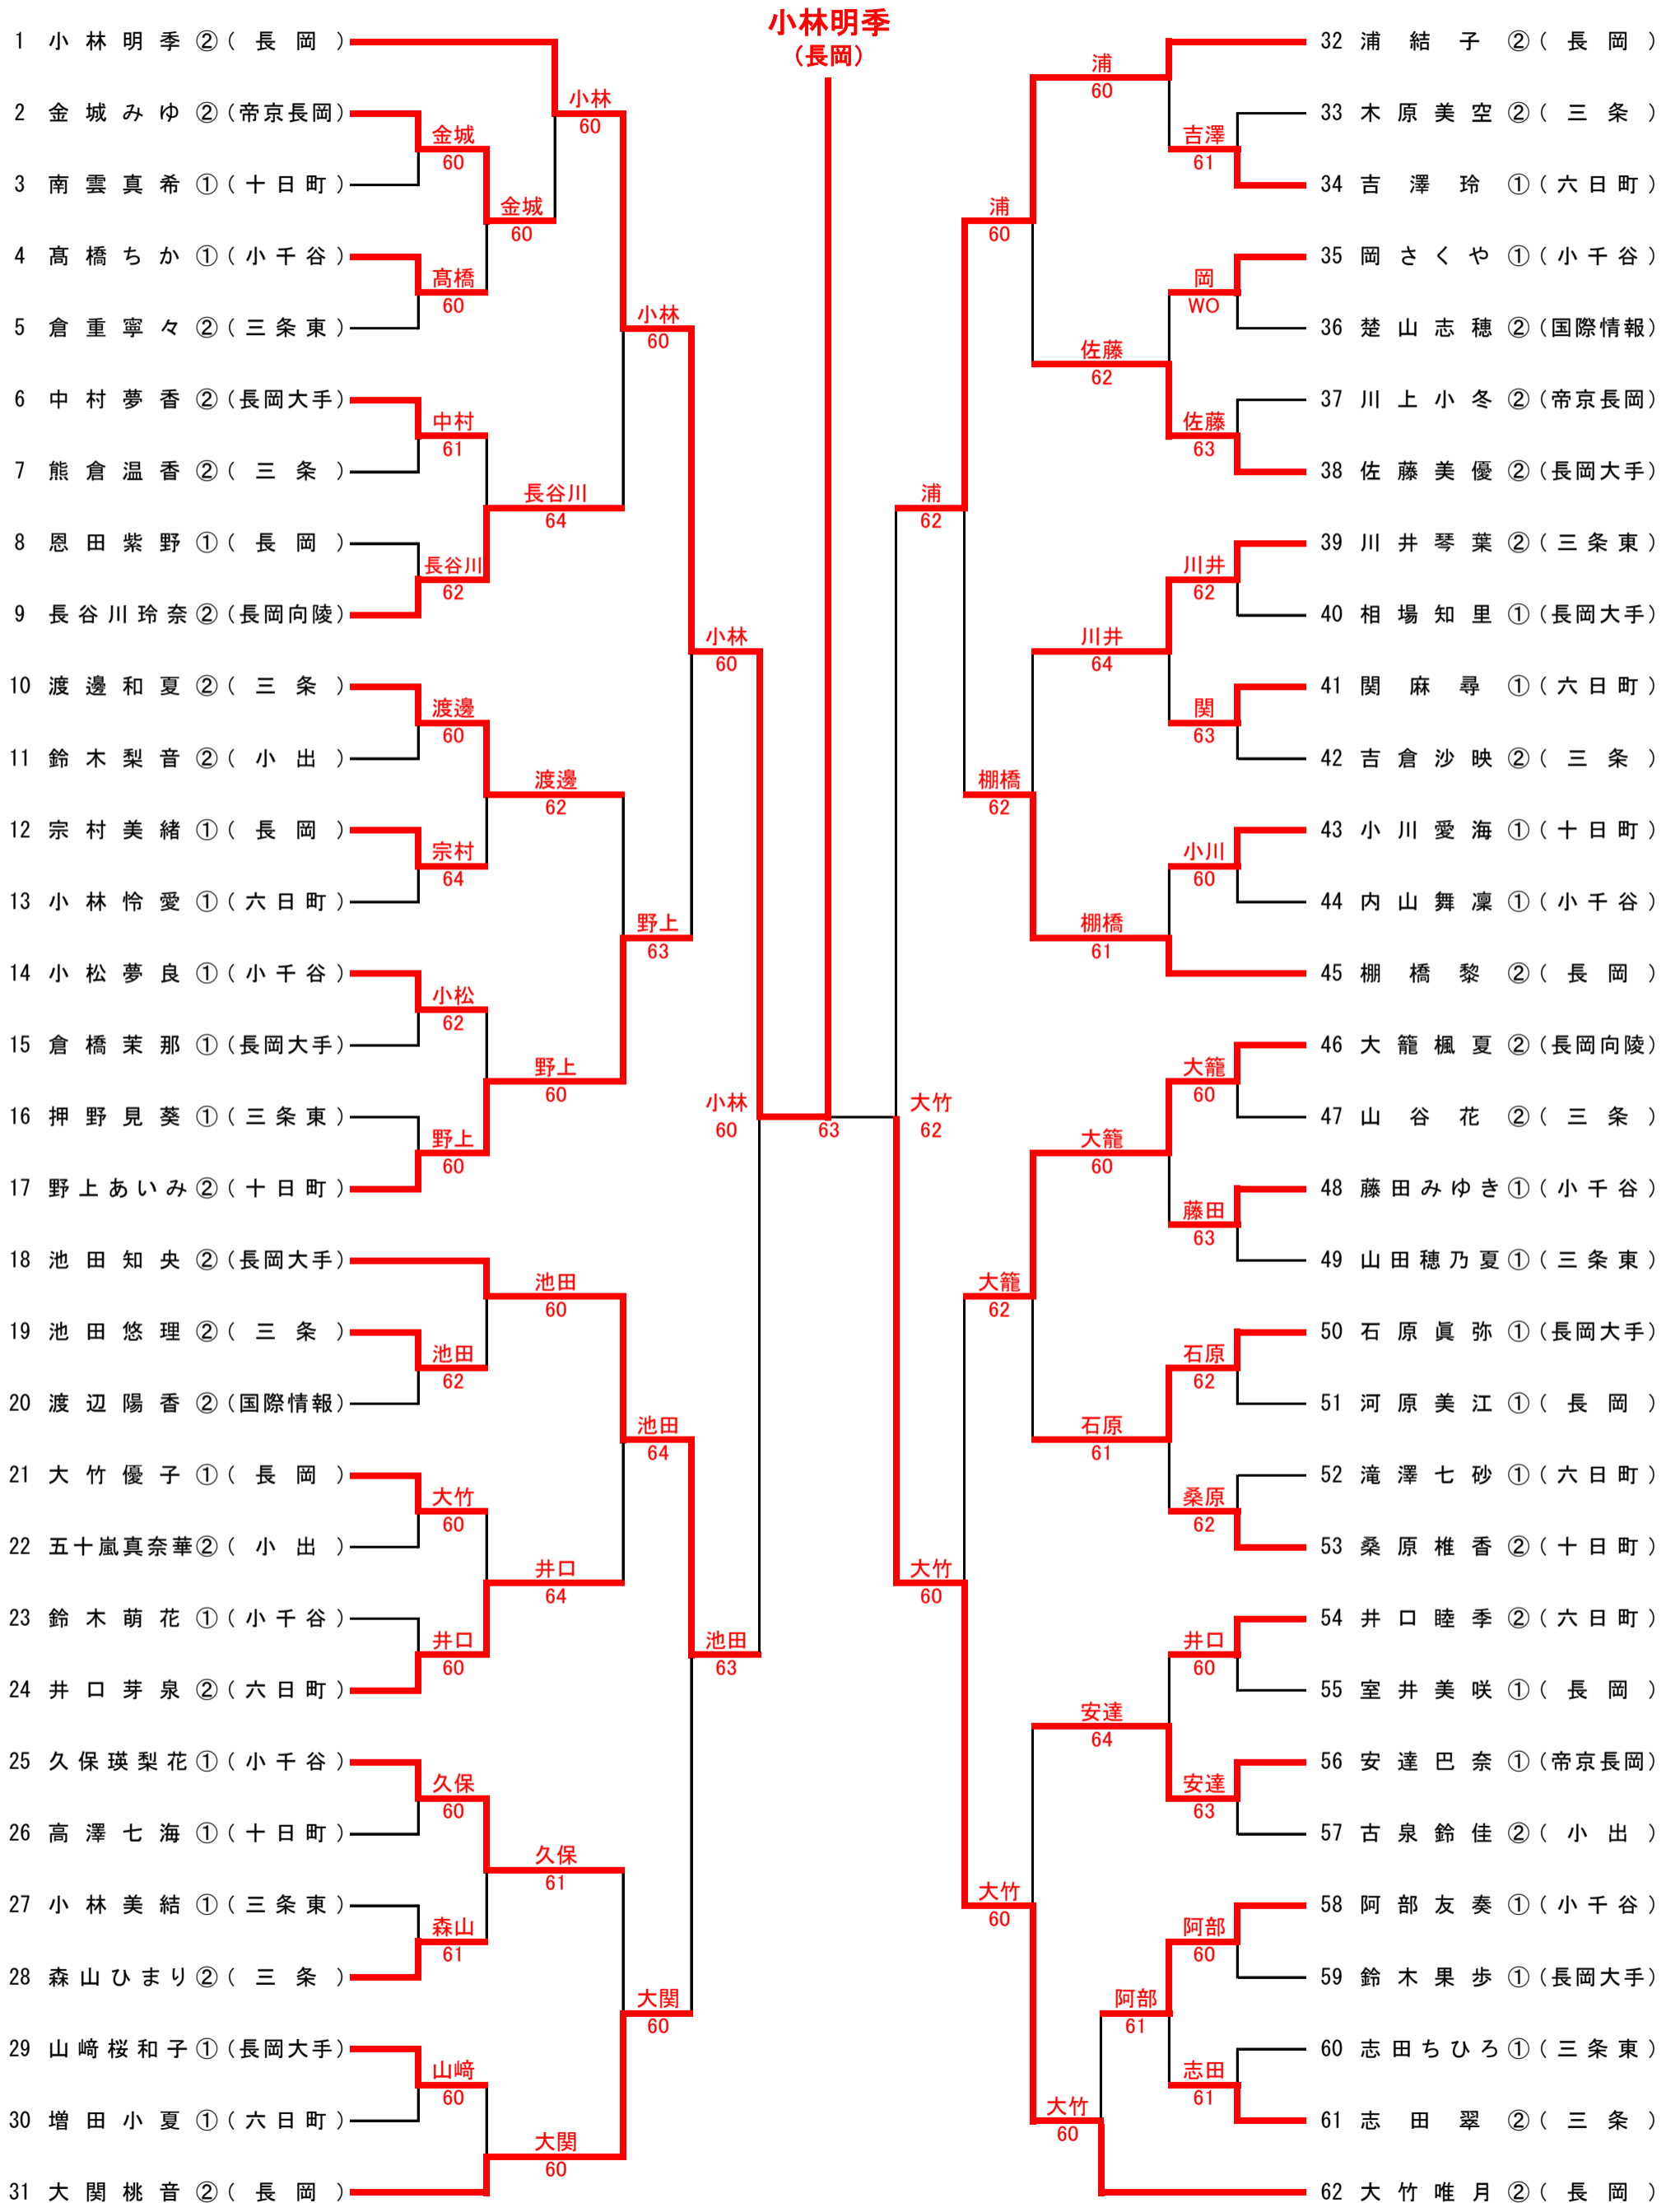 小林明季
(長岡)
1 小林明季②(長岡)
2 金城みゆ②(帝京長岡)
3 南雲真希①(十日町)
4 髙橋ちか①(小千谷)
5 倉重寧々②(三条東)
6 中村夢香②(長岡大手)
7 熊倉温香②(三条)
8 恩田紫野①(長岡)
9 長谷川玲奈②(長岡向陵)
10 渡邊和夏②(三条)
11 鈴木梨音②(小出)
12 宗村美緒①(長岡)
13 小林怜愛①(六日町)
14 小松夢良①(小千谷)
15 倉橋茉那①(長岡大手)
16 押野見葵①(三条東)
17 野上あいみ②(十日町)
18 池田知央②(長岡大手)
19 池田悠理②(三条)
20 渡辺陽香②(国際情報)
21 大竹優子①(長岡)
22 五十嵐真奈華②(小出)
23 鈴木萌花①(小千谷)
24 井口芽泉②(六日町)
25 久保瑛梨花①(小千谷)
26 高澤七海①(十日町)
27 小林美結①(三条東)
28 森山ひまり②(三条)
29 山﨑桜和子①(長岡大手)
30 増田小夏①(六日町)
31 大関桃音②(長岡)
金城
60
髙橋
60
中村
61
長谷川
62
渡邊
60
宗村
64
小松
62
野上
60
池田
62
大竹
60
井口
60
久保
60
森山
61
山﨑
60
金城
60
長谷川
64
渡邊
62
野上
60
池田
60
井口
64
久保
61
大関
60
小林
60
小林
60
野上
63
池田
64
大関
60
小林
60
池田
63
小林
60
63
大竹
62
浦
62
大竹
60
浦
60
棚橋
62
大籠
62
大竹
60
浦
60
佐藤
62
川井
64
棚橋
61
大籠
60
石原
61
安達
64
大竹
60
阿部
61
吉澤
61
岡
WO
佐藤
63
川井
62
関
63
小川
60
大籠
60
藤田
63
石原
62
桑原
62
井口
60
安達
63
阿部
60
志田
61
32 浦結子②(長岡)
33 木原美空②(三条)
34 吉澤玲①(六日町)
35 岡さくや①(小千谷)
36 楚山志穂②(国際情報)
37 川上小冬②(帝京長岡)
38 佐藤美優②(長岡大手)
39 川井琴葉②(三条東)
40 相場知里①(長岡大手)
41 関麻尋①(六日町)
42 吉倉沙映②(三条)
43 小川愛海①(十日町)
44 内山舞凜①(小千谷)
45 棚橋黎②(長岡)
46 大籠楓夏②(長岡向陵)
47 山谷花②(三条)
48 藤田みゆき①(小千谷)
49 山田穂乃夏①(三条東)
50 石原眞弥①(長岡大手)
51 河原美江①(長岡)
52 滝澤七砂①(六日町)
53 桑原椎香②(十日町)
54 井口睦季②(六日町)
55 室井美咲①(長岡)
56 安達巴奈①(帝京長岡)
57 古泉鈴佳②(小出)
58 阿部友奏①(小千谷)
59 鈴木果歩①(長岡大手)
60 志田ちひろ①(三条東)
61 志田翠②(三条)
62 大竹唯月②(長岡)